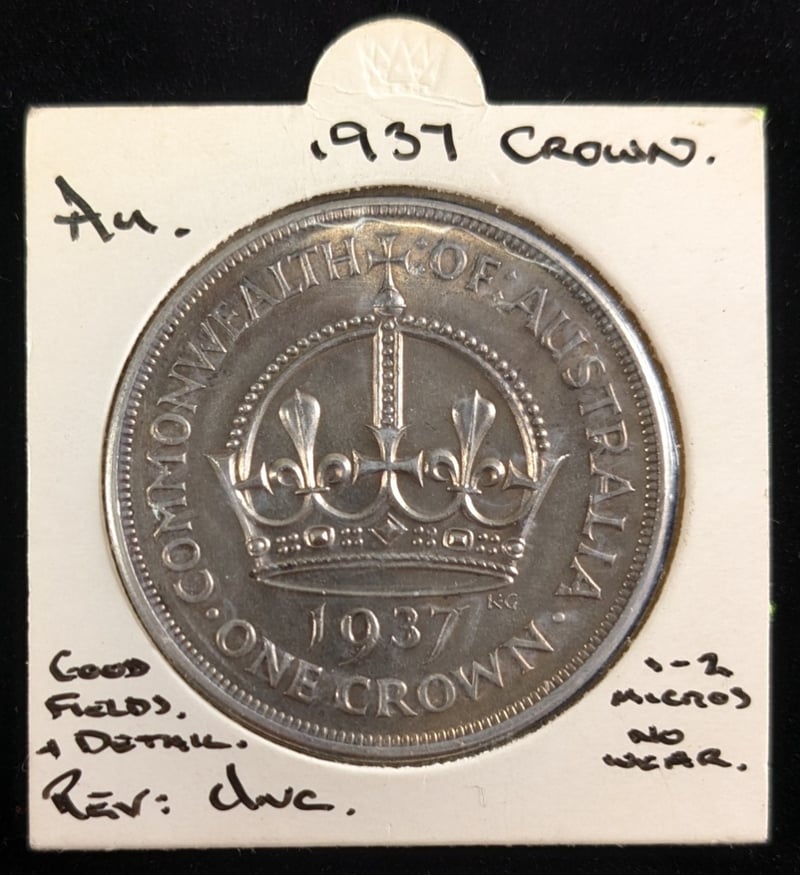 1937 CROWN.
Au.
COMMONWEALTH OF AUSTRALIA
1937 KG
· ONE CROWN ·
GOOD
FIELDS.
+ DETAIL.
REV: UNC.
1-2
MICROS
NO
WEAR.